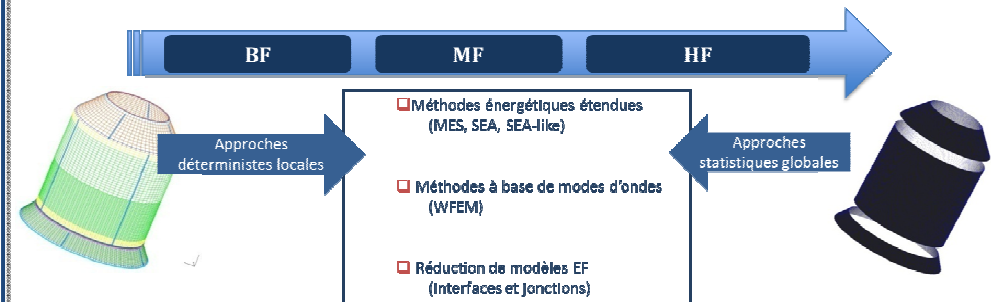 BF
MF
HF
Méthodes énergétiques étendues
(MES, SEA, SEA-like)
Approches
déterministes locales
Approches
statistiques globales
Méthodes à base de modes d'ondes
(WFEM)
Réduction de modèles EF
(Interfaces et jonctions)